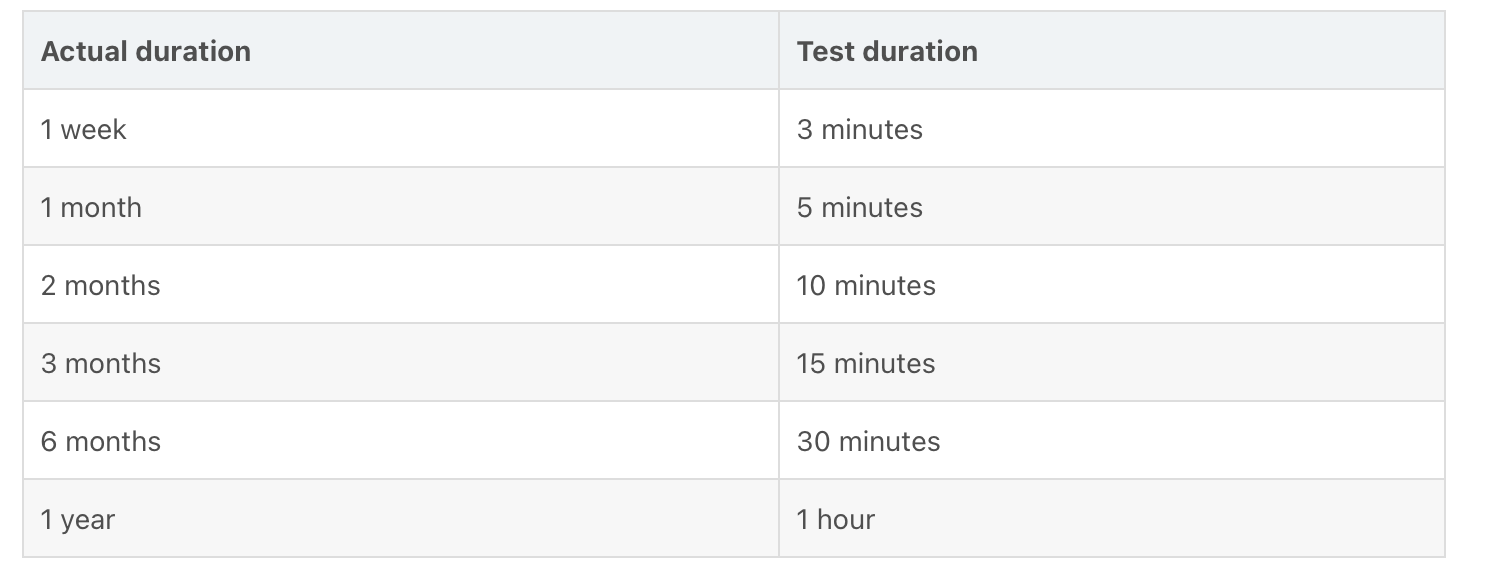 Actual duration Test duration
1 week 3 minutes
1 month 5 minutes
2 months 10 minutes
3 months 15 minutes
6 months 30 minutes
1 year 1 hour